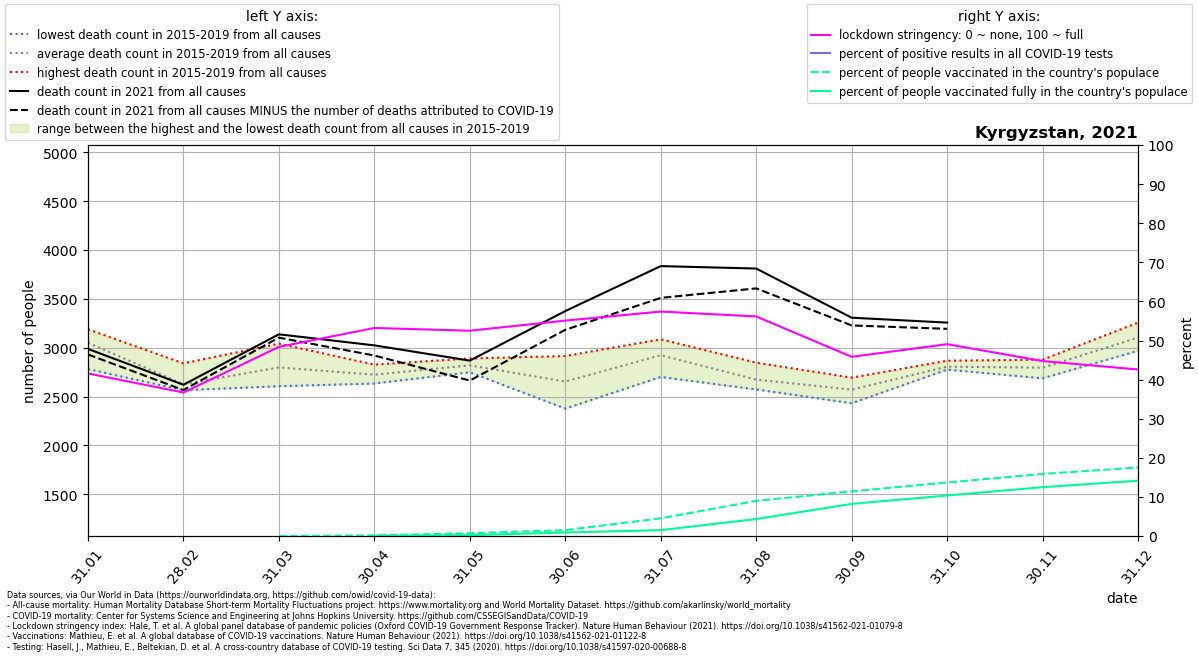 left Y axis:
lowest death count in 2015-2019 from all causes
average death count in 2015-2019 from all causes
highest death count in 2015-2019 from all causes
death count in 2021 from all causes
death count in 2021 from all causes MINUS the number of deaths attributed to COVID-19
range between the highest and the lowest death count from all causes in 2015-2019
right Y axis:
lockdown stringency: 0 ~ none, 100 ~ full
percent of positive results in all COVID-19 tests
percent of people vaccinated in the country's populace
percent of people vaccinated fully in the country's populace
Kyrgyzstan, 2021
5000
4500
4000
3500
3000
2500
2000
1500
number of people
100
90
80
70
60
50
40
30
20
10
0
percent
31.01
28.02
31.03
30.04
31.05
30.06
31.07
31.08
30.09
31.10
30.11
31.12
date
Data sources, via Our World in Data (https://ourworldindata.org, https://github.com/owid/covid-19-data):
- All-cause mortality: Human Mortality Database Short-term Mortality Fluctuations project. https://www.mortality.org and World Mortality Dataset. https://github.com/akarlinsky/world_mortality
- COVID-19 mortality: Center for Systems Science and Engineering at Johns Hopkins University. https://github.com/CSSEGISandData/COVID-19
- Lockdown stringency index: Hale, T. et al. A global panel database of pandemic policies (Oxford COVID-19 Government Response Tracker). Nature Human Behaviour (2021). https://doi.org/10.1038/s41562-021-01079-8
- Vaccinations: Mathieu, E. et al. A global database of COVID-19 vaccinations. Nature Human Behaviour (2021). https://doi.org/10.1038/s41562-021-01122-8
- Testing: Hasell, J., Mathieu, E., Beltekian, D. et al. A cross-country database of COVID-19 testing. Sci Data 7, 345 (2020). https://doi.org/10.1038/s41597-020-00688-8